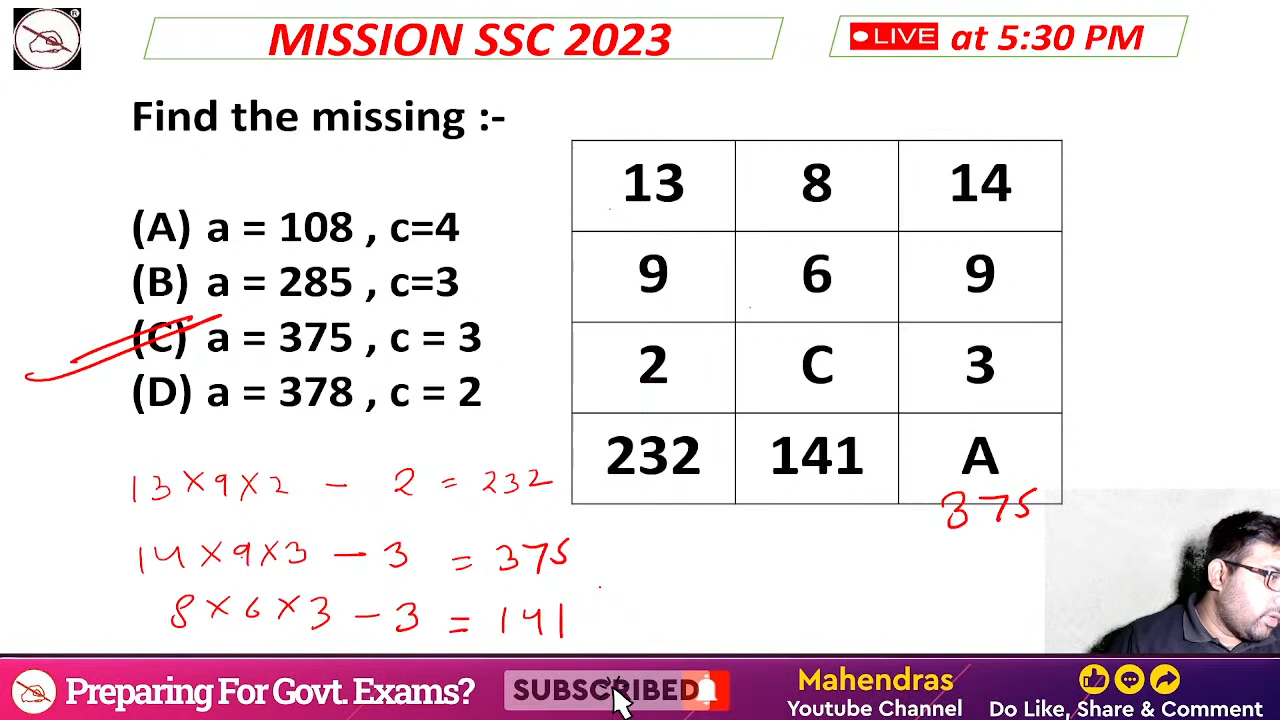 MISSION SSC 2023
LIVE at 5:30 PM
Find the missing :-
(A) a = 108 , c=4
(B) a = 285 , c=3
(C) a = 375 , c = 3
(D) a = 378 , c = 2
13 8 14
9 6 9
2 C 3
232 141 A
375
13 × 9 × 2 - 2 = 232
14 × 9 × 3 - 3 = 375
8 × 6 × 3 - 3 = 141
Preparing For Govt. Exams?
SUBSCRIBED
Mahendras
YouTube Channel
Do Like, Share & Comment